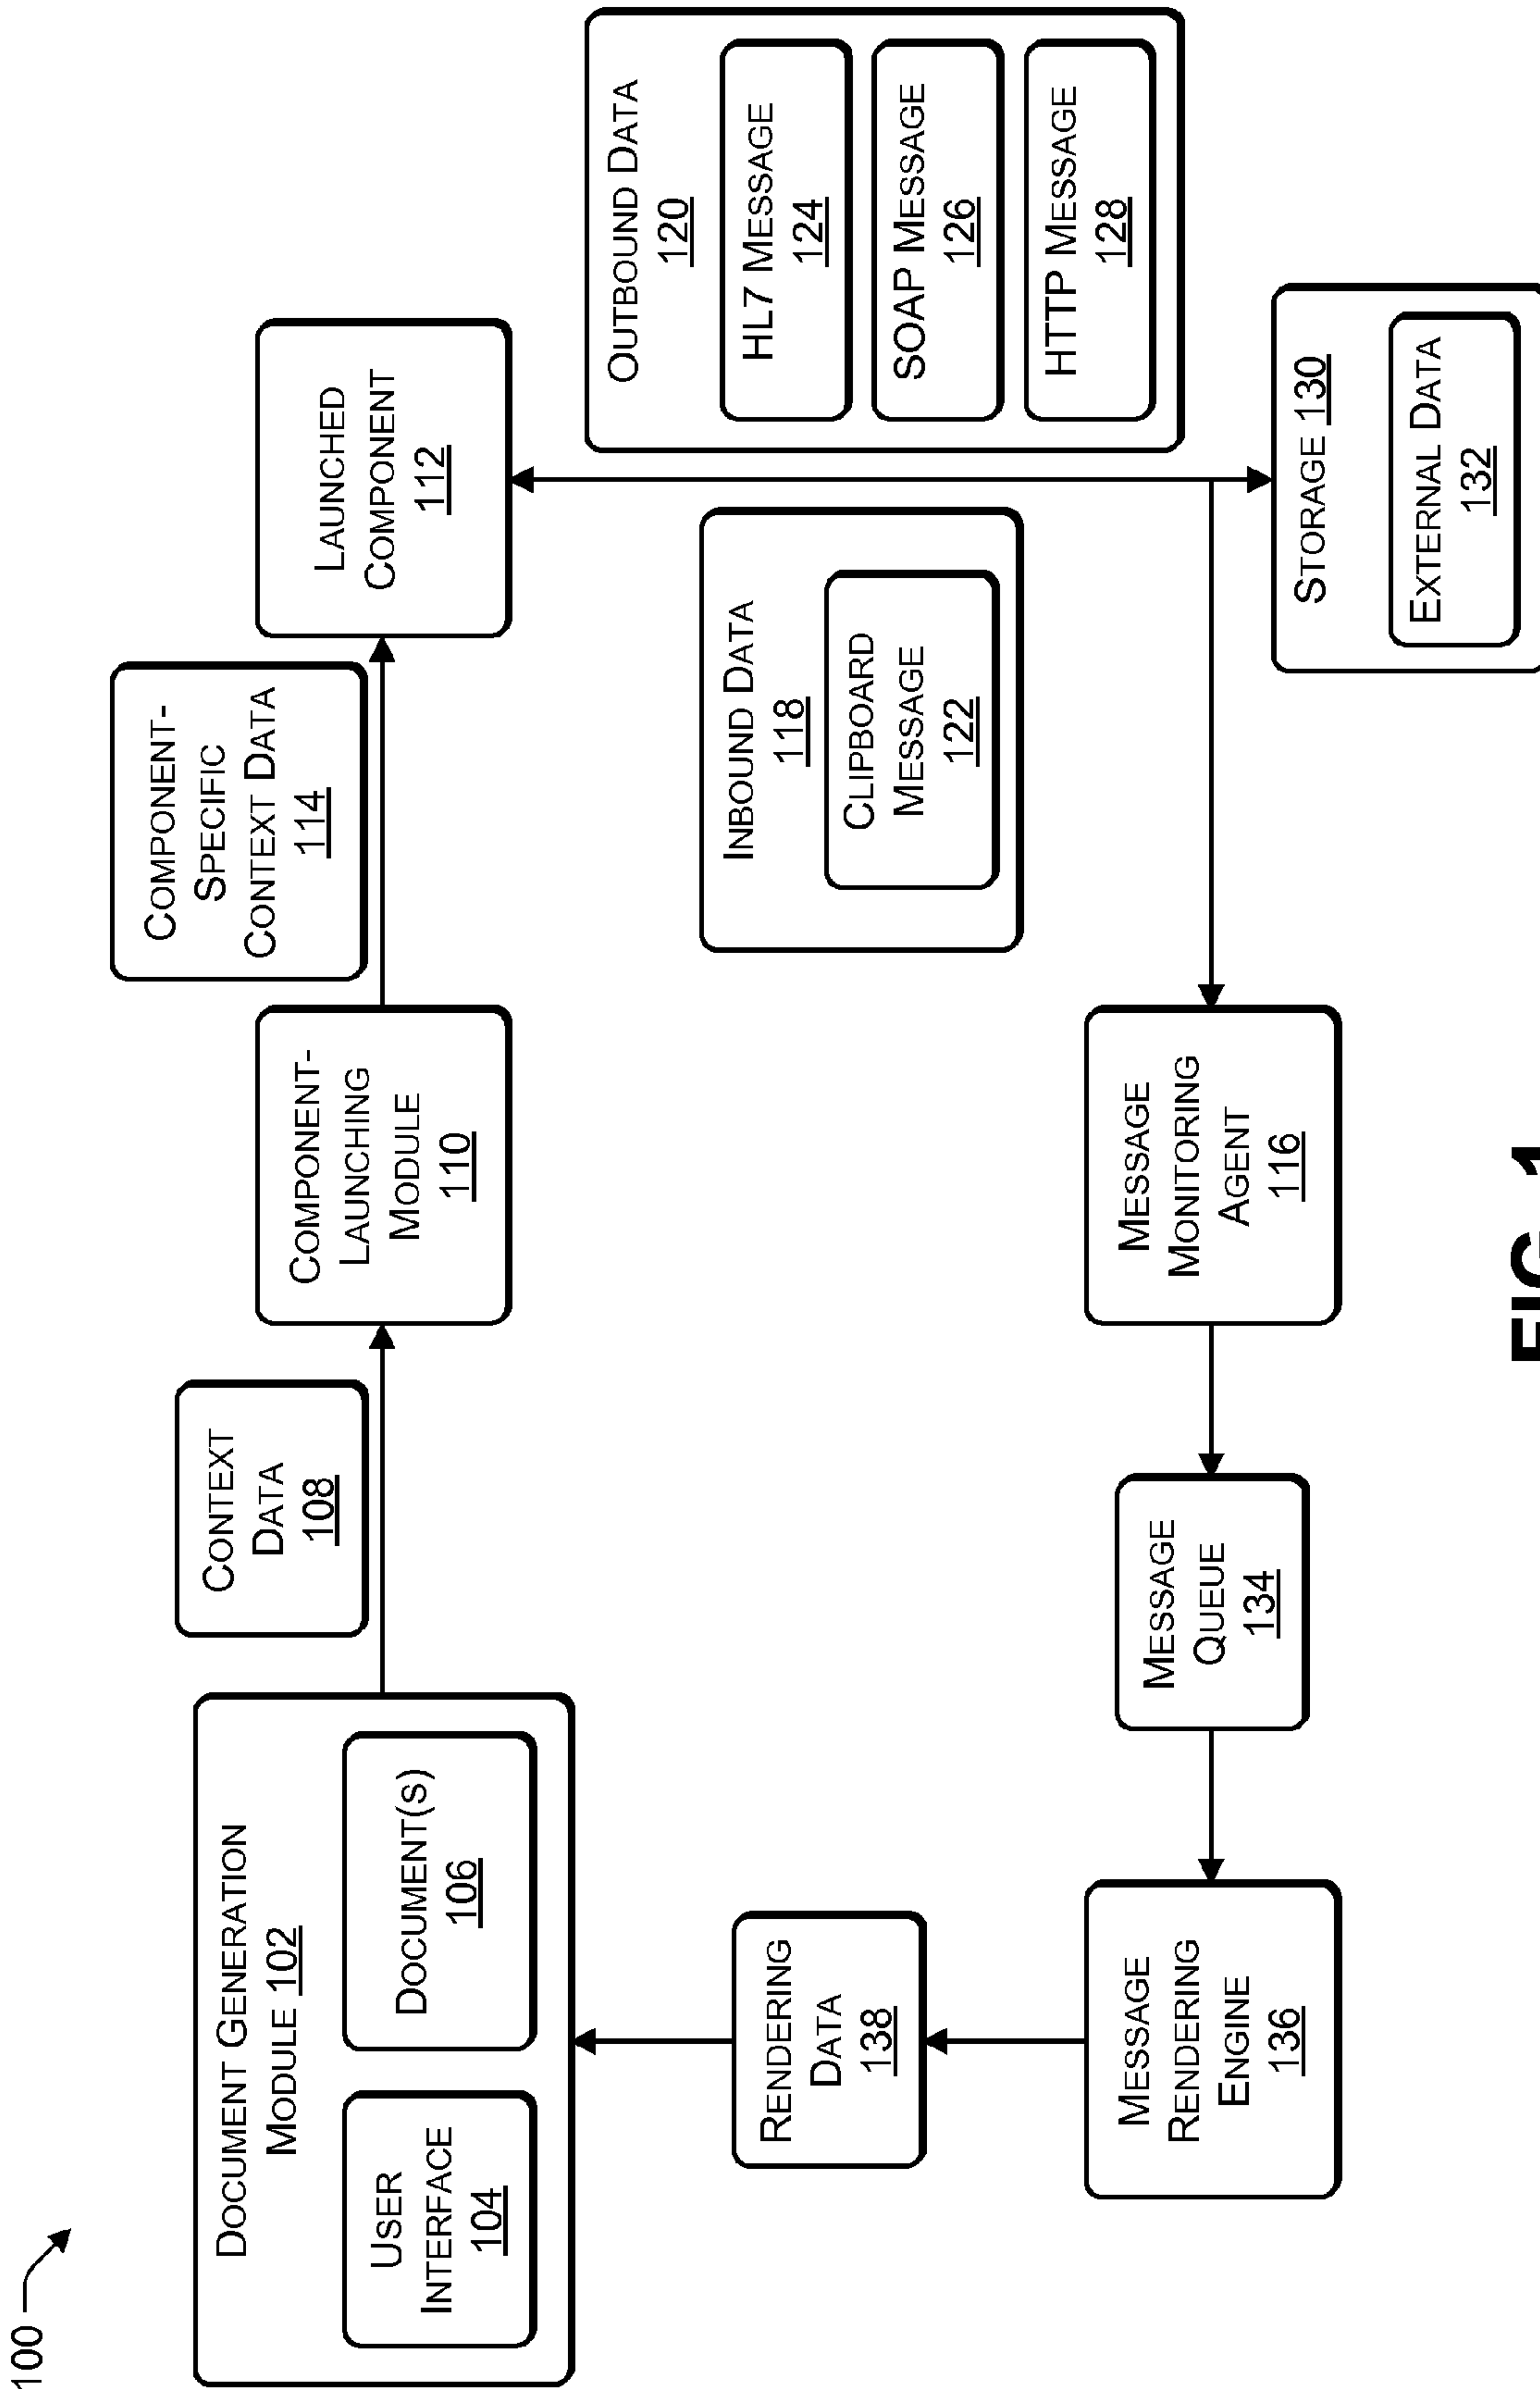 100
DOCUMENT GENERATION
MODULE 102
USER
INTERFACE
104
DOCUMENT(S)
106
CONTEXT
DATA
108
COMPONENT-
LAUNCHING
MODULE
110
COMPONENT-
SPECIFIC
CONTEXT DATA
114
LAUNCHED
COMPONENT
112
INBOUND DATA
118
CLIPBOARD
MESSAGE
122
OUTBOUND DATA
120
HL7 MESSAGE
124
SOAP MESSAGE
126
HTTP MESSAGE
128
RENDERING
DATA
138
MESSAGE
RENDERING
ENGINE
136
MESSAGE
QUEUE
134
MESSAGE
MONITORING
AGENT
116
STORAGE 130
EXTERNAL DATA
132
FIG. 1